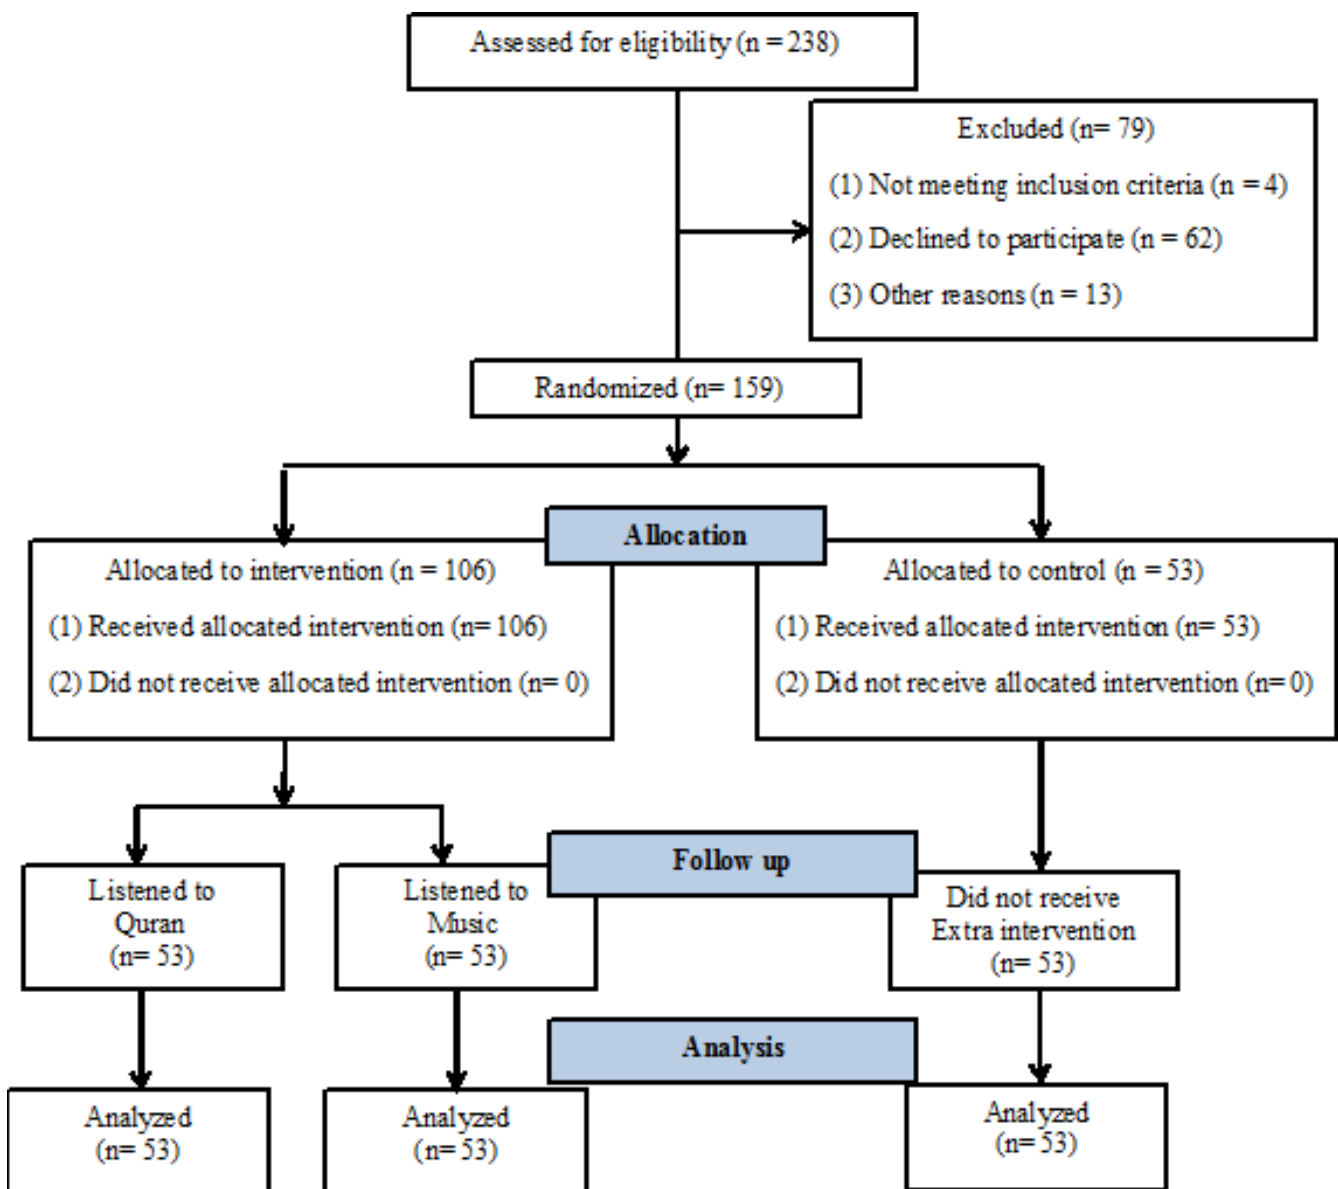 Assessed for eligibility (n = 238)
Excluded (n= 79)
(1) Not meeting inclusion criteria (n = 4)
(2) Declined to participate (n = 62)
(3) Other reasons (n = 13)
Randomized (n= 159)
Allocation
Allocated to intervention (n = 106)
(1) Received allocated intervention (n= 106)
(2) Did not receive allocated intervention (n= 0)
Allocated to control (n = 53)
(1) Received allocated intervention (n= 53)
(2) Did not receive allocated intervention (n= 0)
Follow up
Listened to
Quran
(n= 53)
Listened to
Music
(n= 53)
Did not receive
Extra intervention
(n= 53)
Analysis
Analyzed
(n= 53)
Analyzed
(n= 53)
Analyzed
(n= 53)